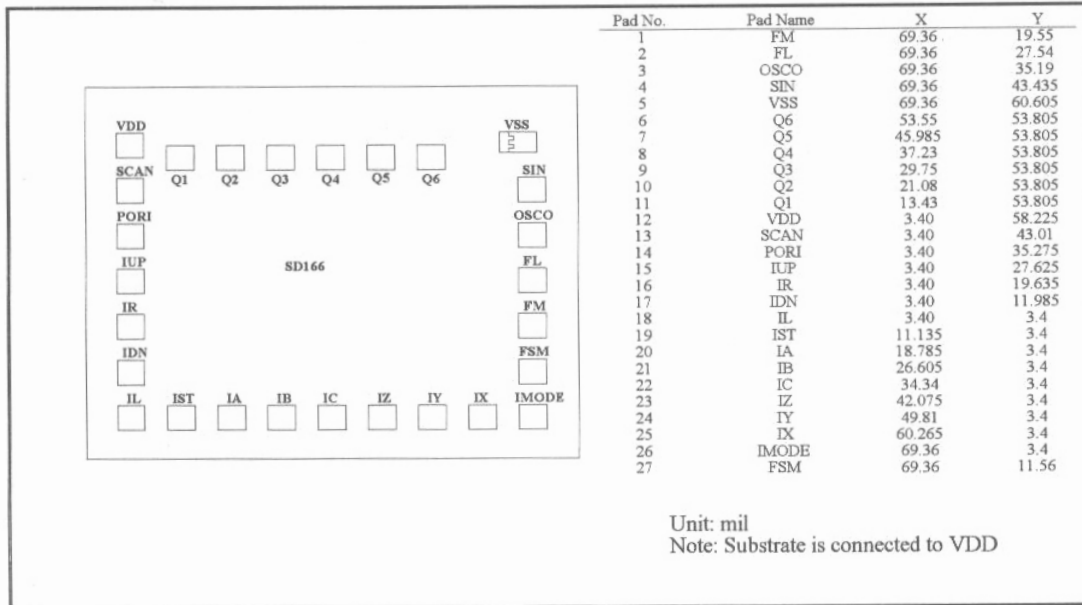 VDD
VSS
Q1 Q2 Q3 Q4 Q5 Q6
SCAN
SIN
PORI
OSCO
IUP
SD166
FL
IR
FM
IDN
FSM
IL IST IA IB IC IZ IY IX IMODE
Pad No. Pad Name X Y
1 FM 69.36 19.55
2 FL 69.36 27.54
3 OSCO 69.36 35.19
4 SIN 69.36 43.435
5 VSS 69.36 60.605
6 Q6 53.55 53.805
7 Q5 45.985 53.805
8 Q4 37.23 53.805
9 Q3 29.75 53.805
10 Q2 21.08 53.805
11 Q1 13.43 53.805
12 VDD 3.40 58.225
13 SCAN 3.40 43.01
14 PORI 3.40 35.275
15 IUP 3.40 27.625
16 IR 3.40 19.635
17 IDN 3.40 11.985
18 IL 3.40 3.4
19 IST 11.135 3.4
20 IA 18.785 3.4
21 IB 26.605 3.4
22 IC 34.34 3.4
23 IZ 42.075 3.4
24 IY 49.81 3.4
25 IX 60.265 3.4
26 IMODE 69.36 3.4
27 FSM 69.36 11.56
Unit: mil
Note: Substrate is connected to VDD